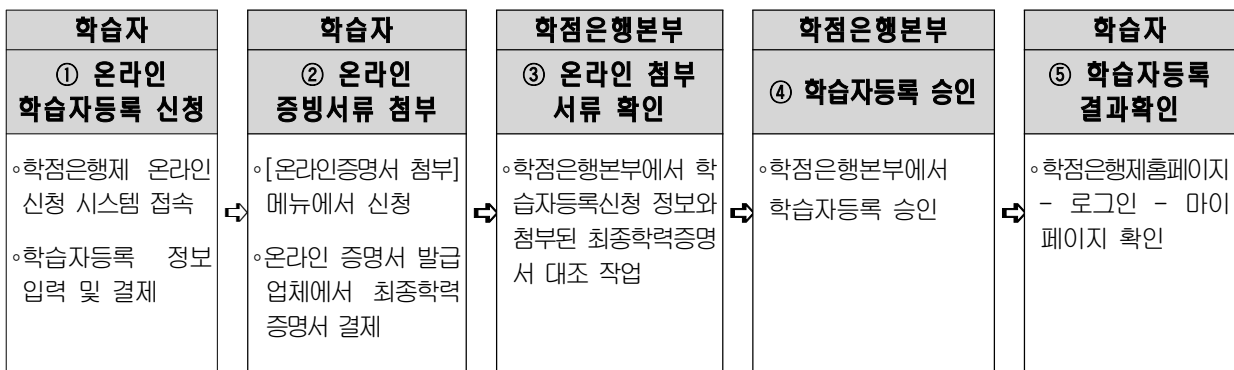 학습자
① 온라인
학습자등록 신청
◦학점은행제 온라인
신청 시스템 접속
◦학습자등록 정보
입력 및 결제
⇨
학습자
② 온라인
증빙서류 첨부
◦[온라인증명서 첨부]
메뉴에서 신청
◦온라인 증명서 발급
업체에서 최종학력
증명서 결제
⇨
학점은행본부
③ 온라인 첨부
서류 확인
◦학점은행본부에서 학
습자등록신청 정보와
첨부된 최종학력증명
서 대조 작업
⇨
학점은행본부
④ 학습자등록 승인
◦학점은행본부에서
학습자등록 승인
⇨
학습자
⑤ 학습자등록
결과확인
◦학점은행제홈페이지
- 로그인 - 마이
페이지 확인